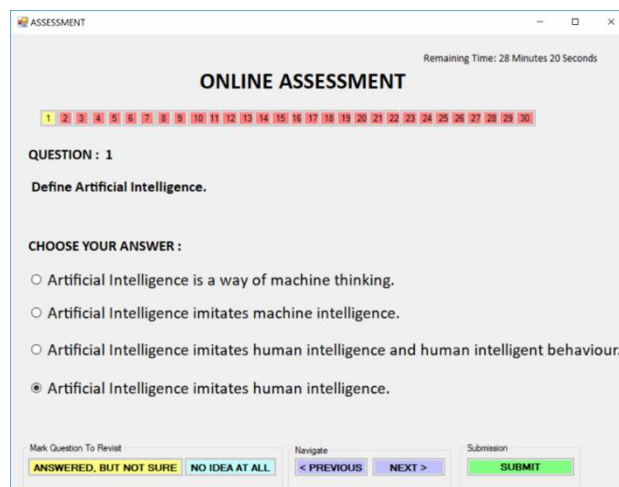 ASSESSMENT
Remaining Time: 28 Minutes 20 Seconds
ONLINE ASSESSMENT
1 2 3 4 5 6 7 8 9 10 11 12 13 14 15 16 17 18 19 20 21 22 23 24 25 26 27 28 29 30
QUESTION : 1
Define Artificial Intelligence.
CHOOSE YOUR ANSWER :
Artificial Intelligence is a way of machine thinking.
Artificial Intelligence imitates machine intelligence.
Artificial Intelligence imitates human intelligence and human intelligent behaviour.
Artificial Intelligence imitates human intelligence.
Mark Question To Revisit Navigate Submission
ANSWERED, BUT NOT SURE NO IDEA AT ALL < PREVIOUS NEXT > SUBMIT